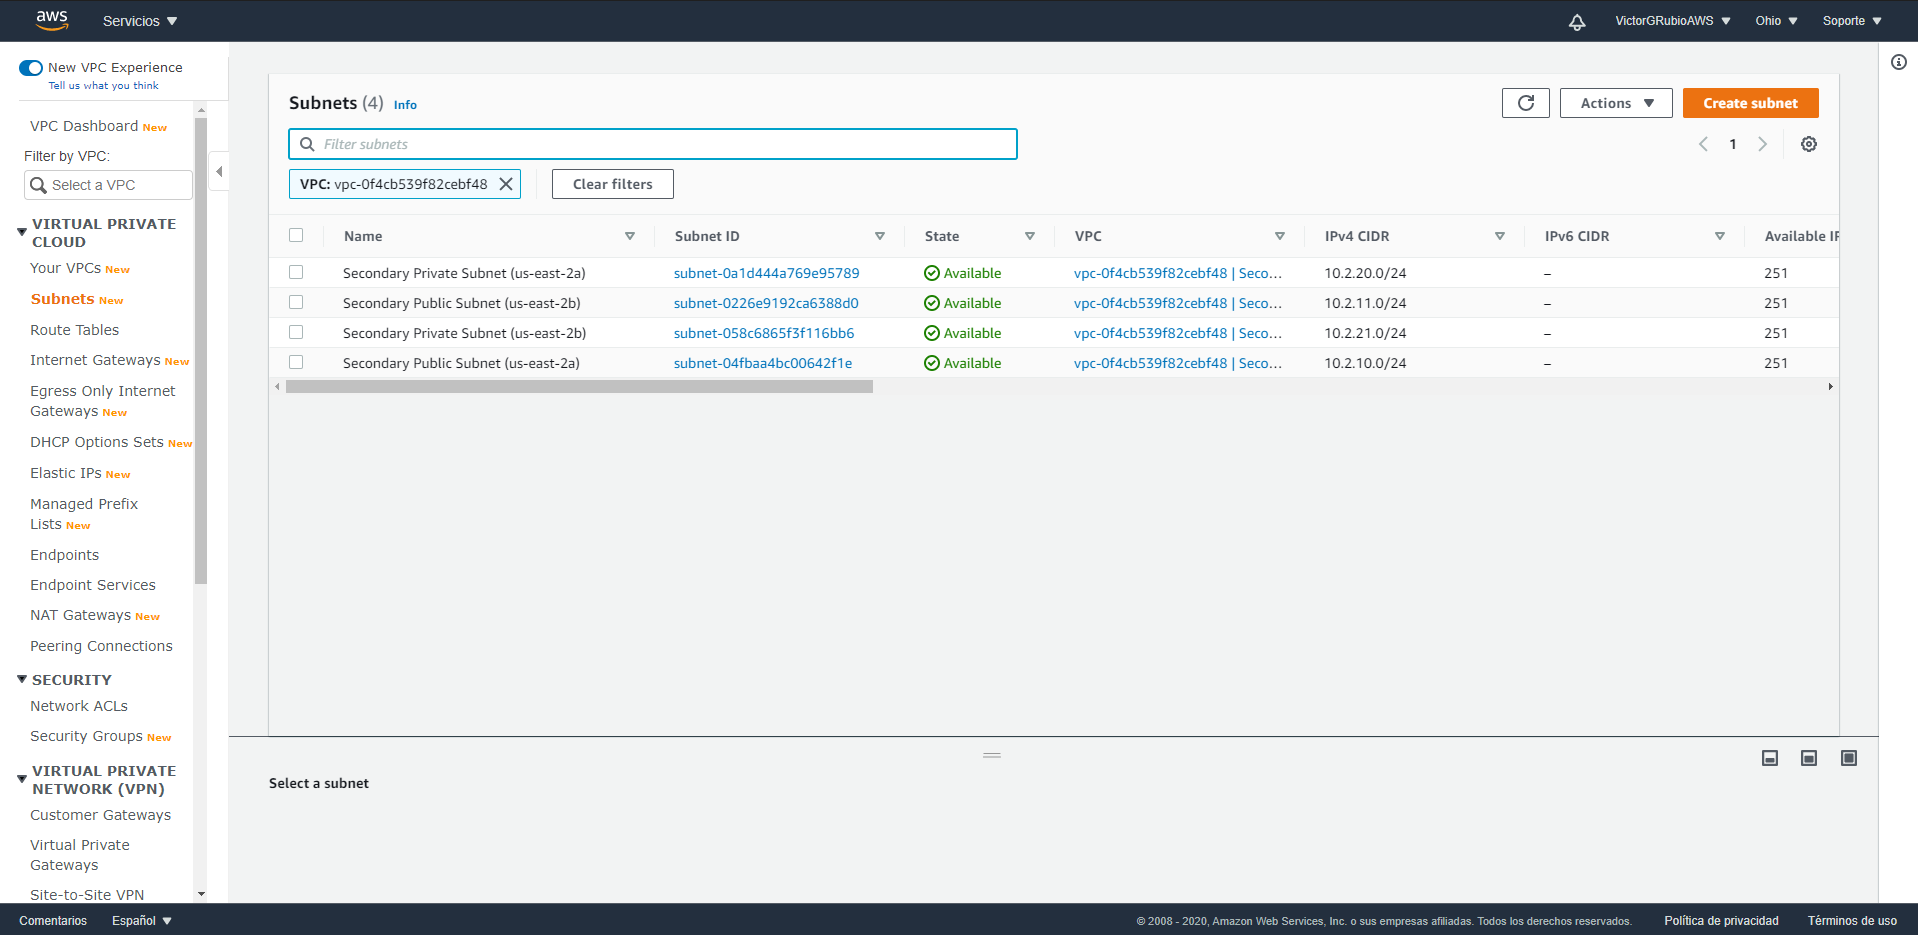 aws
Servicios
VictorGRubioAWS
Ohio
Soporte
New VPC Experience
Tell us what you think
VPC Dashboard New
Filter by VPC:
Select a VPC
VIRTUAL PRIVATE
CLOUD
Your VPCs New
Subnets New
Route Tables
Internet Gateways New
Egress Only Internet
Gateways New
DHCP Options Sets New
Elastic IPs New
Managed Prefix
Lists New
Endpoints
Endpoint Services
NAT Gateways New
Peering Connections
SECURITY
Network ACLs
Security Groups New
VIRTUAL PRIVATE
NETWORK (VPN)
Customer Gateways
Virtual Private
Gateways
Site-to-Site VPN
Subnets (4) Info
Actions
Create subnet
Filter subnets
1
VPC: vpc-0f4cb539f82cebf48
Clear filters
Name Subnet ID State VPC IPv4 CIDR IPv6 CIDR Available IP
Secondary Private Subnet (us-east-2a) subnet-0a1d444a769e95789 Available vpc-0f4cb539f82cebf48 | Seco... 10.2.20.0/24 – 251
Secondary Public Subnet (us-east-2b) subnet-0226e9192ca6388d0 Available vpc-0f4cb539f82cebf48 | Seco... 10.2.11.0/24 – 251
Secondary Private Subnet (us-east-2b) subnet-058c6865f3f116bb6 Available vpc-0f4cb539f82cebf48 | Seco... 10.2.21.0/24 – 251
Secondary Public Subnet (us-east-2a) subnet-04fbaa4bc00642f1e Available vpc-0f4cb539f82cebf48 | Seco... 10.2.10.0/24 – 251
Select a subnet
Comentarios
Español
© 2008 - 2020, Amazon Web Services, Inc. o sus empresas afiliadas. Todos los derechos reservados.
Política de privacidad
Términos de uso